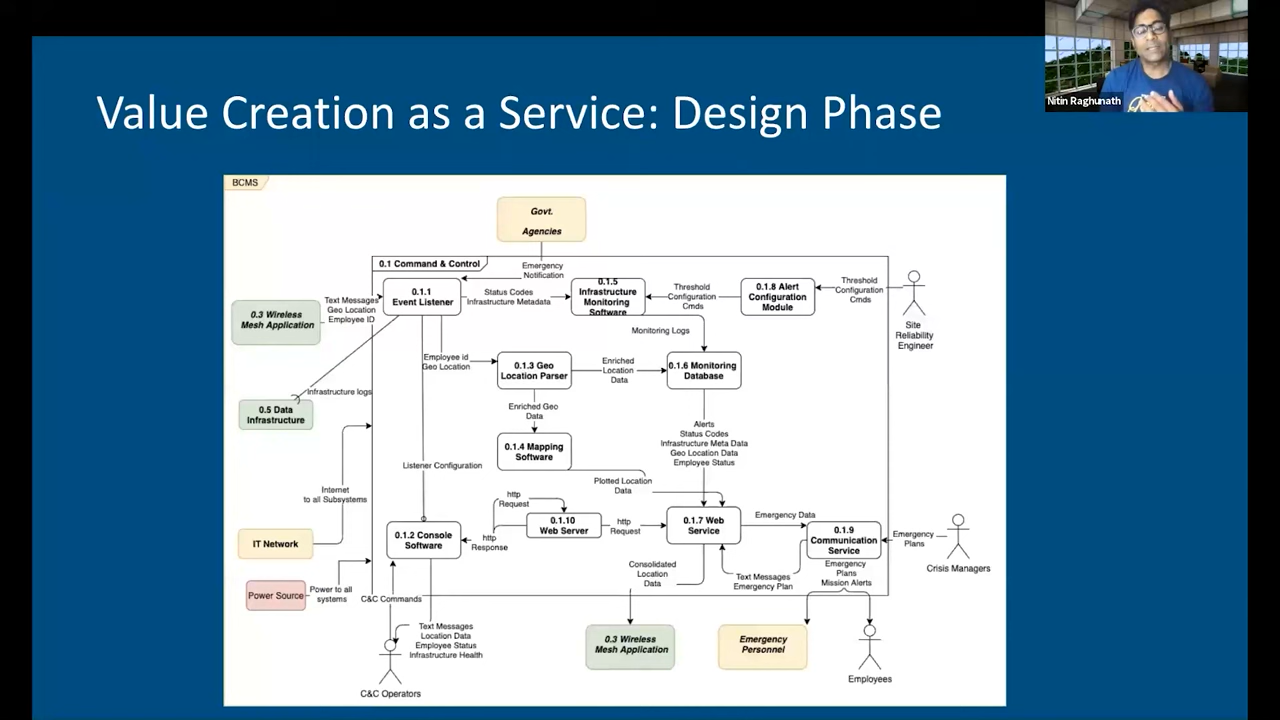 Nitin Raghunath
Value Creation as a Service: Design Phase
BCMS
Govt.
Agencies
0.1 Command & Control
Emergency
Notification
0.1.1
Event Listener
Status Codes
Infrastructure Metadata
0.1.5
Infrastructure
Monitoring
Software
Threshold
Configuration
Cmds
0.1.8 Alert
Configuration
Module
Threshold
Configuration
Cmds
Site
Reliability
Engineer
0.3 Wireless
Mesh Application
Text Messages
Geo Location
Employee ID
Monitoring Logs
Employee id
Geo Location
0.1.3 Geo
Location Parser
Enriched
Location
Data
0.1.6 Monitoring
Database
Infrastructure logs
0.5 Data
Infrastructure
Enriched Geo
Data
0.1.4 Mapping
Software
Alerts
Status Codes
Infrastructure Meta Data
Geo Location Data
Employee Status
Listener Configuration
Plotted Location
Data
Internet
to all Subsystems
http
Request
0.1.10
Web Server
http
Request
0.1.7 Web
Service
Emergency Data
0.1.9
Communication
Service
Emergency
Plans
Crisis Managers
IT Network
0.1.2 Console
Software
http
Response
Consolidated
Location
Data
Text Messages
Emergency Plan
Emergency
Plans
Mission Alerts
Power Source
Power to all
systems
C&C Commands
Text Messages
Location Data
Employee Status
Infrastructure Health
C&C Operators
0.3 Wireless
Mesh Application
Emergency
Personnel
Employees